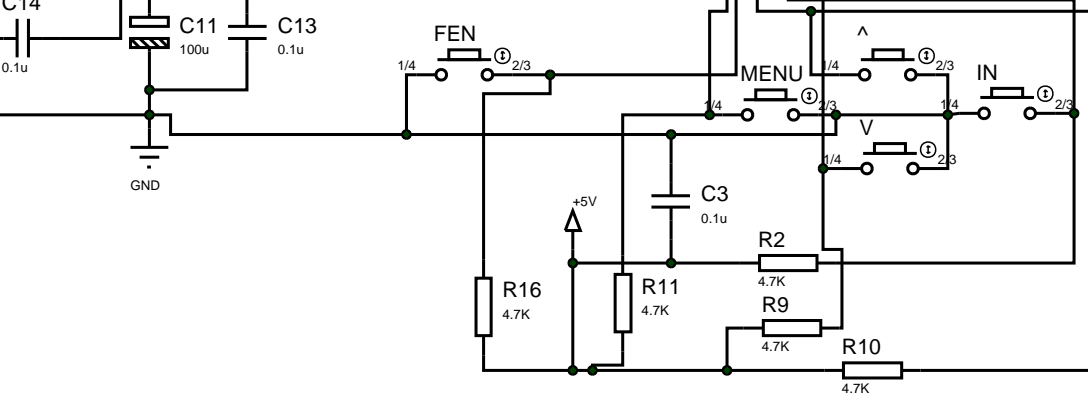 C14
0.1u
C11
100u
C13
0.1u
GND
FEN
1/4
2/3
MENU
1/4
2/3
^
1/4
2/3
IN
1/4
2/3
V
1/4
2/3
C3
0.1u
+5V
R2
4.7K
R16
4.7K
R11
4.7K
R9
4.7K
R10
4.7K